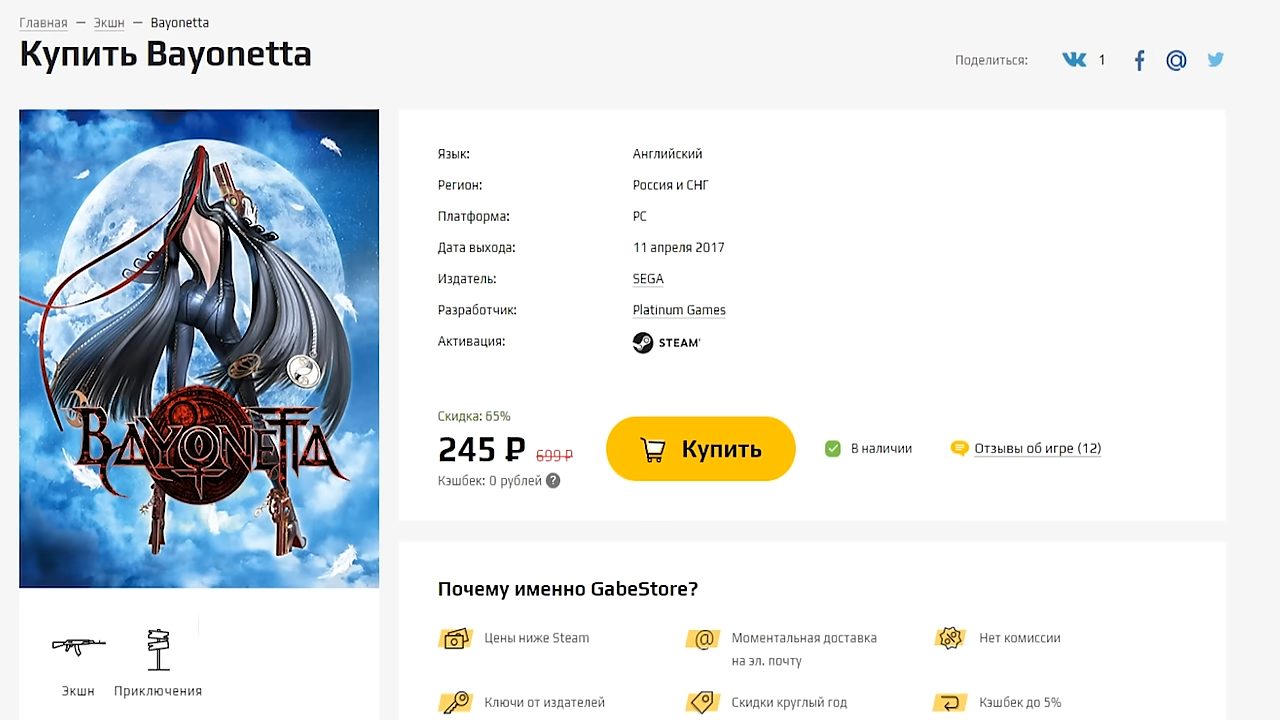 Главная — Экшн — Bayonetta
Купить Bayonetta
Поделиться: 1
Язык: Английский
Регион: Россия и СНГ
Платформа: PC
Дата выхода: 11 апреля 2017
Издатель: SEGA
Разработчик: Platinum Games
Активация: STEAM
BAYONETTA
Скидка: 65%
245 ₽ 699 ₽
Купить
В наличии
Отзывы об игре (12)
Кэшбек: 0 рублей ?
Почему именно GabeStore?
Цены ниже Steam
Моментальная доставка
на эл. почту
Нет комиссии
Ключи от издателей
Скидки круглый год
Кэшбек до 5%
Экшн
Приключения